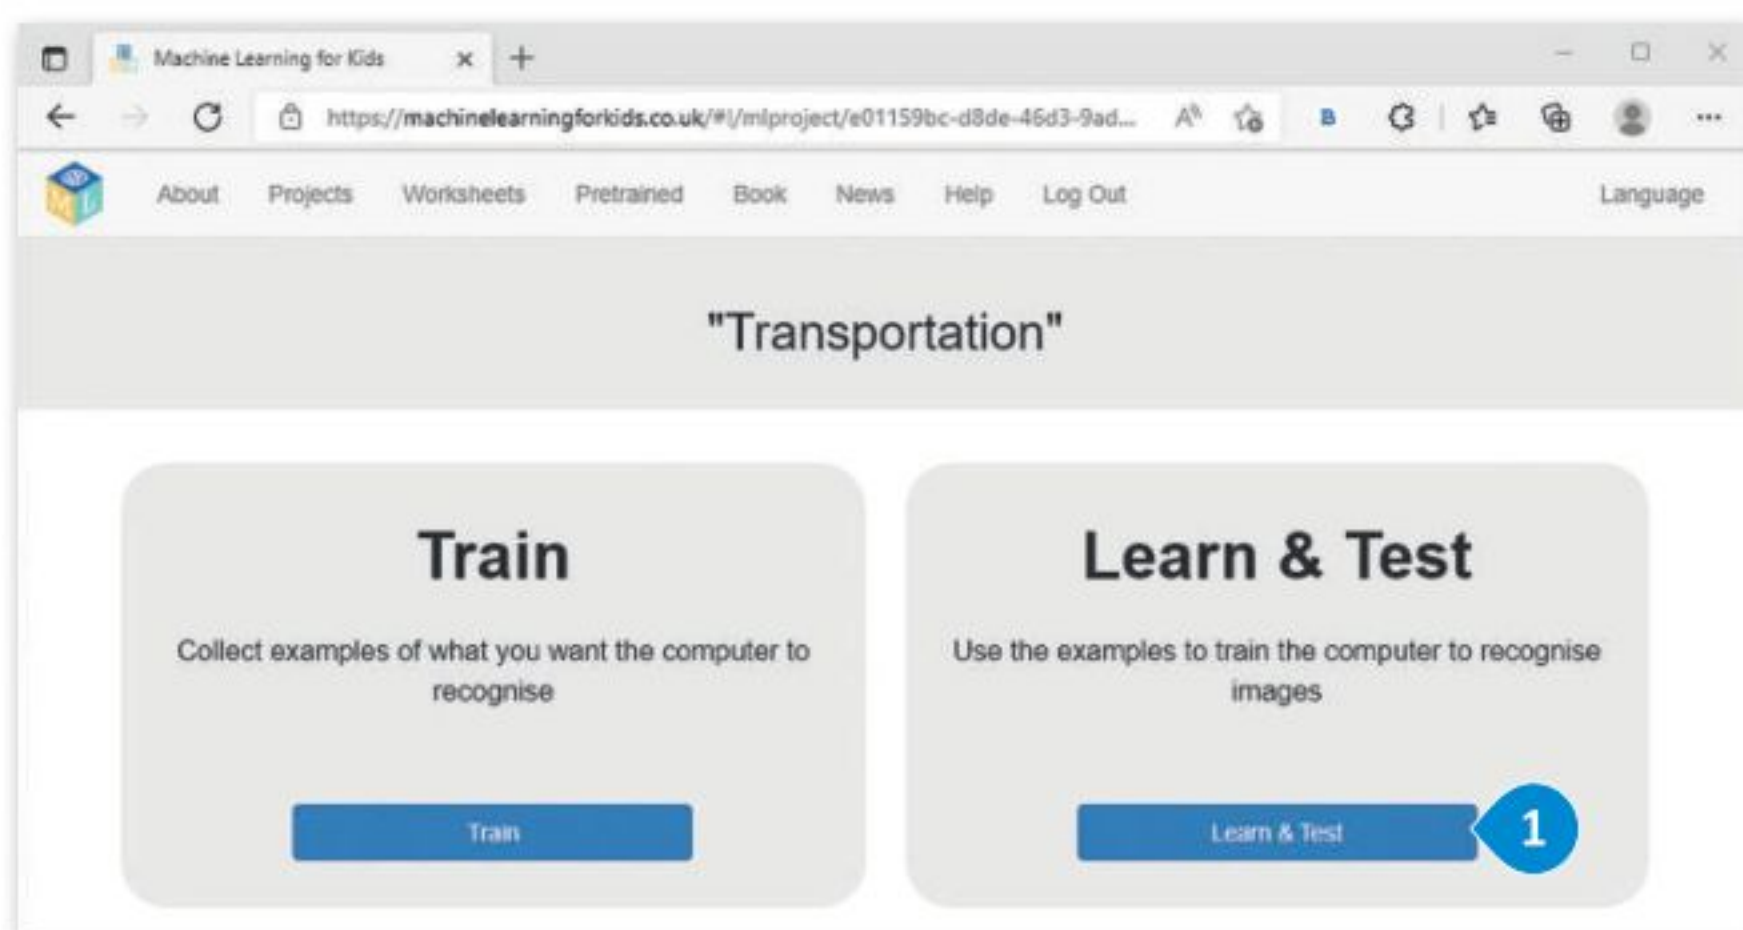 Machine Learning for Kids
https://machinelearningforkids.co.uk/#!/mlproject/e01159bc-d8de-46d3-9ad...
About Projects Worksheets Pretrained Book News Help Log Out Language
"Transportation"
Train
Collect examples of what you want the computer to
recognise
Train
Learn & Test
Use the examples to train the computer to recognise
images
Learn & Test
1